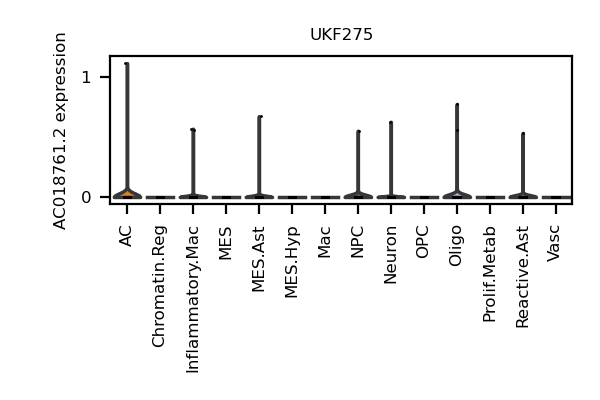 UKF275
AC018761.2 expression
1
0
AC
Chromatin.Reg
Inflammatory.Mac
MES
MES.Ast
MES.Hyp
Mac
NPC
Neuron
OPC
Oligo
Prolif.Metab
Reactive.Ast
Vasc